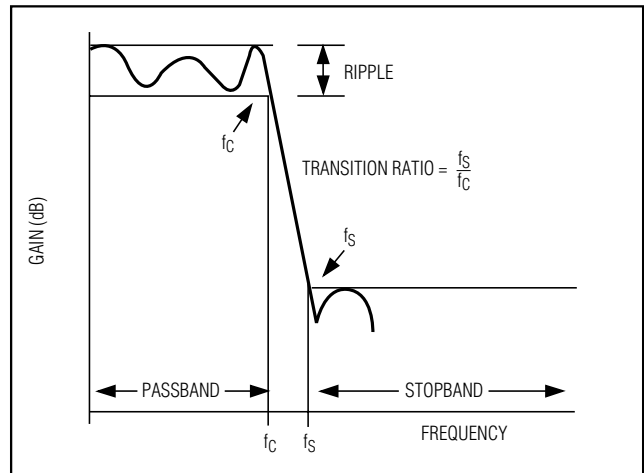 RIPPLE
fC
TRANSITION RATIO = fS/fC
GAIN (dB)
fS
PASSBAND
STOPBAND
fC
fS
FREQUENCY